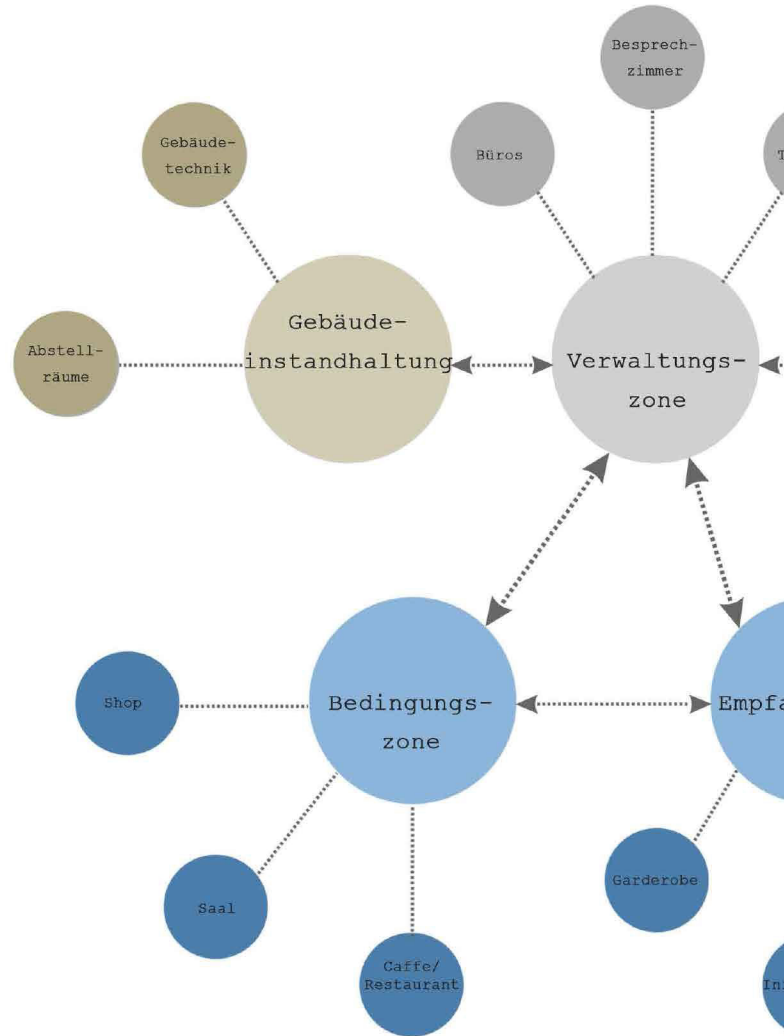 Besprech-
zimmer
Gebäude-
technik
Büros
Gebäude-
instandhaltung
Abstell-
räume
Verwaltungs-
zone
Shop
Bedingungs-
zone
Garderobe
Saal
Caffe/
Restaurant